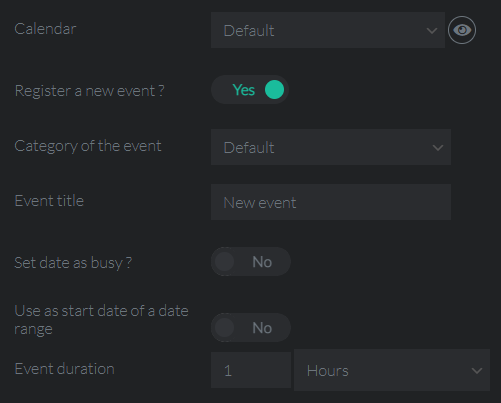 Calendar Default
Register a new event ? Yes
Category of the event Default
Event title New event
Set date as busy ? No
Use as start date of a date
range No
Event duration 1 Hours